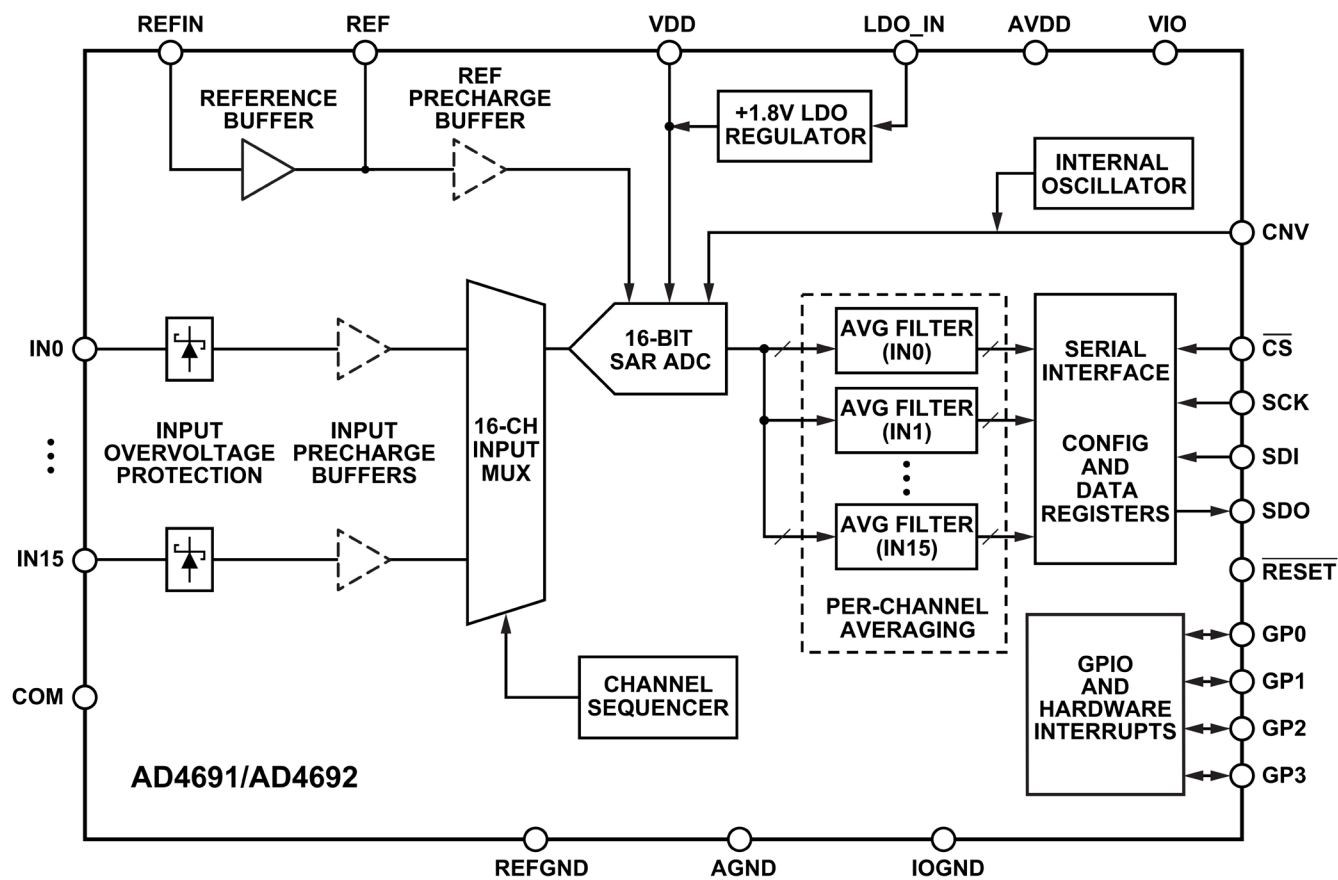 REFIN
REF
VDD
LDO_IN
AVDD
VIO
REFERENCE
BUFFER
REF
PRECHARGE
BUFFER
+1.8V LDO
REGULATOR
INTERNAL
OSCILLATOR
CNV
IN0
16-BIT
SAR ADC
AVG FILTER
(IN0)
SERIAL
INTERFACE
CS
SCK
AVG FILTER
(IN1)
INPUT
OVERVOLTAGE
PROTECTION
INPUT
PRECHARGE
BUFFERS
16-CH
INPUT
MUX
CONFIG
AND
DATA
REGISTERS
SDI
SDO
AVG FILTER
(IN15)
IN15
RESET
PER-CHANNEL
AVERAGING
COM
CHANNEL
SEQUENCER
GPIO
AND
HARDWARE
INTERRUPTS
GP0
GP1
GP2
GP3
AD4691/AD4692
REFGND
AGND
IOGND